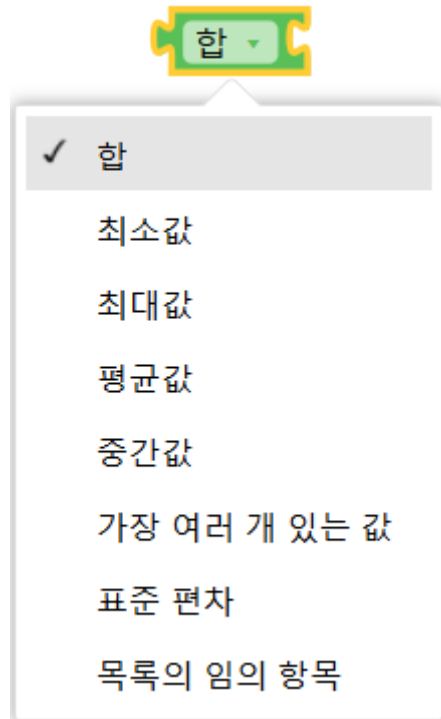 합
합
최소값
최대값
평균값
중간값
가장 여러 개 있는 값
표준 편차
목록의 임의 항목